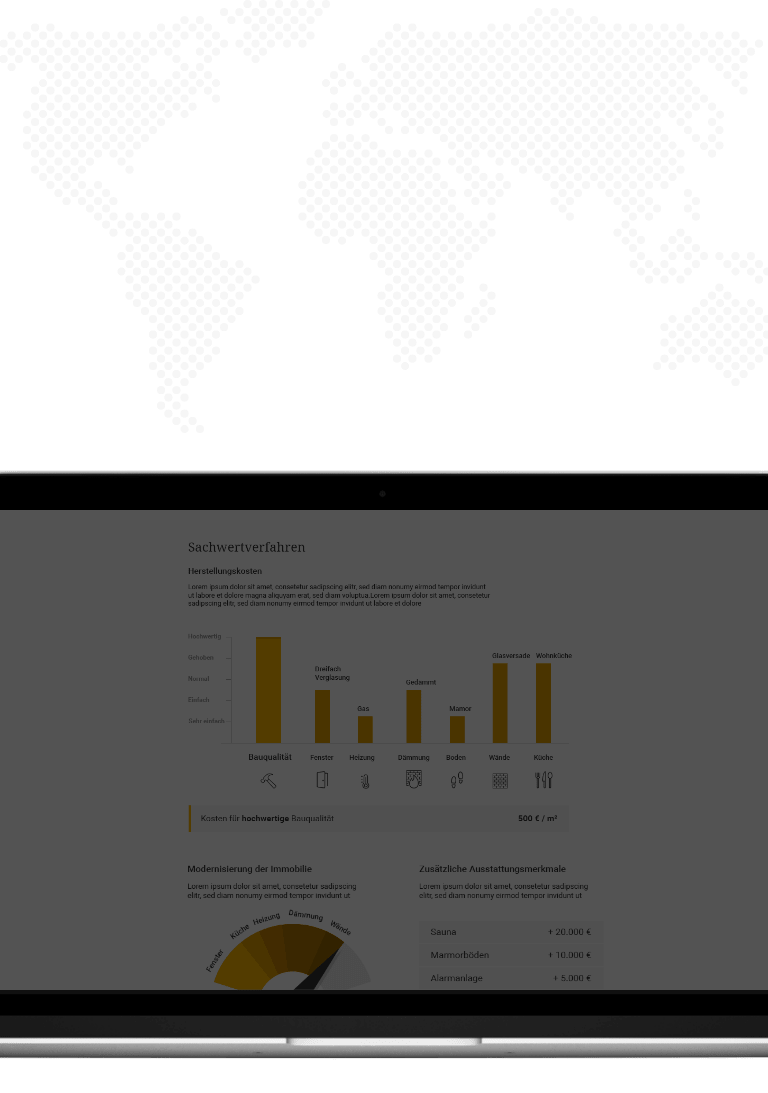 Sachwertverfahren
Herstellungskosten
Lorem ipsum dolor sit amet, consetetur sadipscing elitr, sed diam nonumy eirmod tempor invidunt
ut labore et dolore magna aliquyam erat, sed diam voluptua.Lorem ipsum dolor sit amet, consetetur
sadipscing elitr, sed diam nonumy eirmod tempor invidunt ut labore et dolore
Hochwertig
Gehoben
Normal
Einfach
Sehr einfach
Dreifach
Verglasung
Gas
Gedämmt
Mamor
Glasversade
Wohnküche
Bauqualität
Fenster
Heizung
Dämmung
Boden
Wände
Küche
Kosten für hochwertige Bauqualität 500 € / m²
Modernisierung der Immobilie
Lorem ipsum dolor sit amet, consetetur sadipscing
elitr, sed diam nonumy eirmod tempor invidunt ut
Fenster
Küche
Heizung
Dämmung
Wände
Zusätzliche Ausstattungsmerkmale
Lorem ipsum dolor sit amet, consetetur sadipscing
elitr, sed diam nonumy eirmod tempor invidunt ut
Sauna + 20.000 €
Marmorböden + 10.000 €
Alarmanlage + 5.000 €